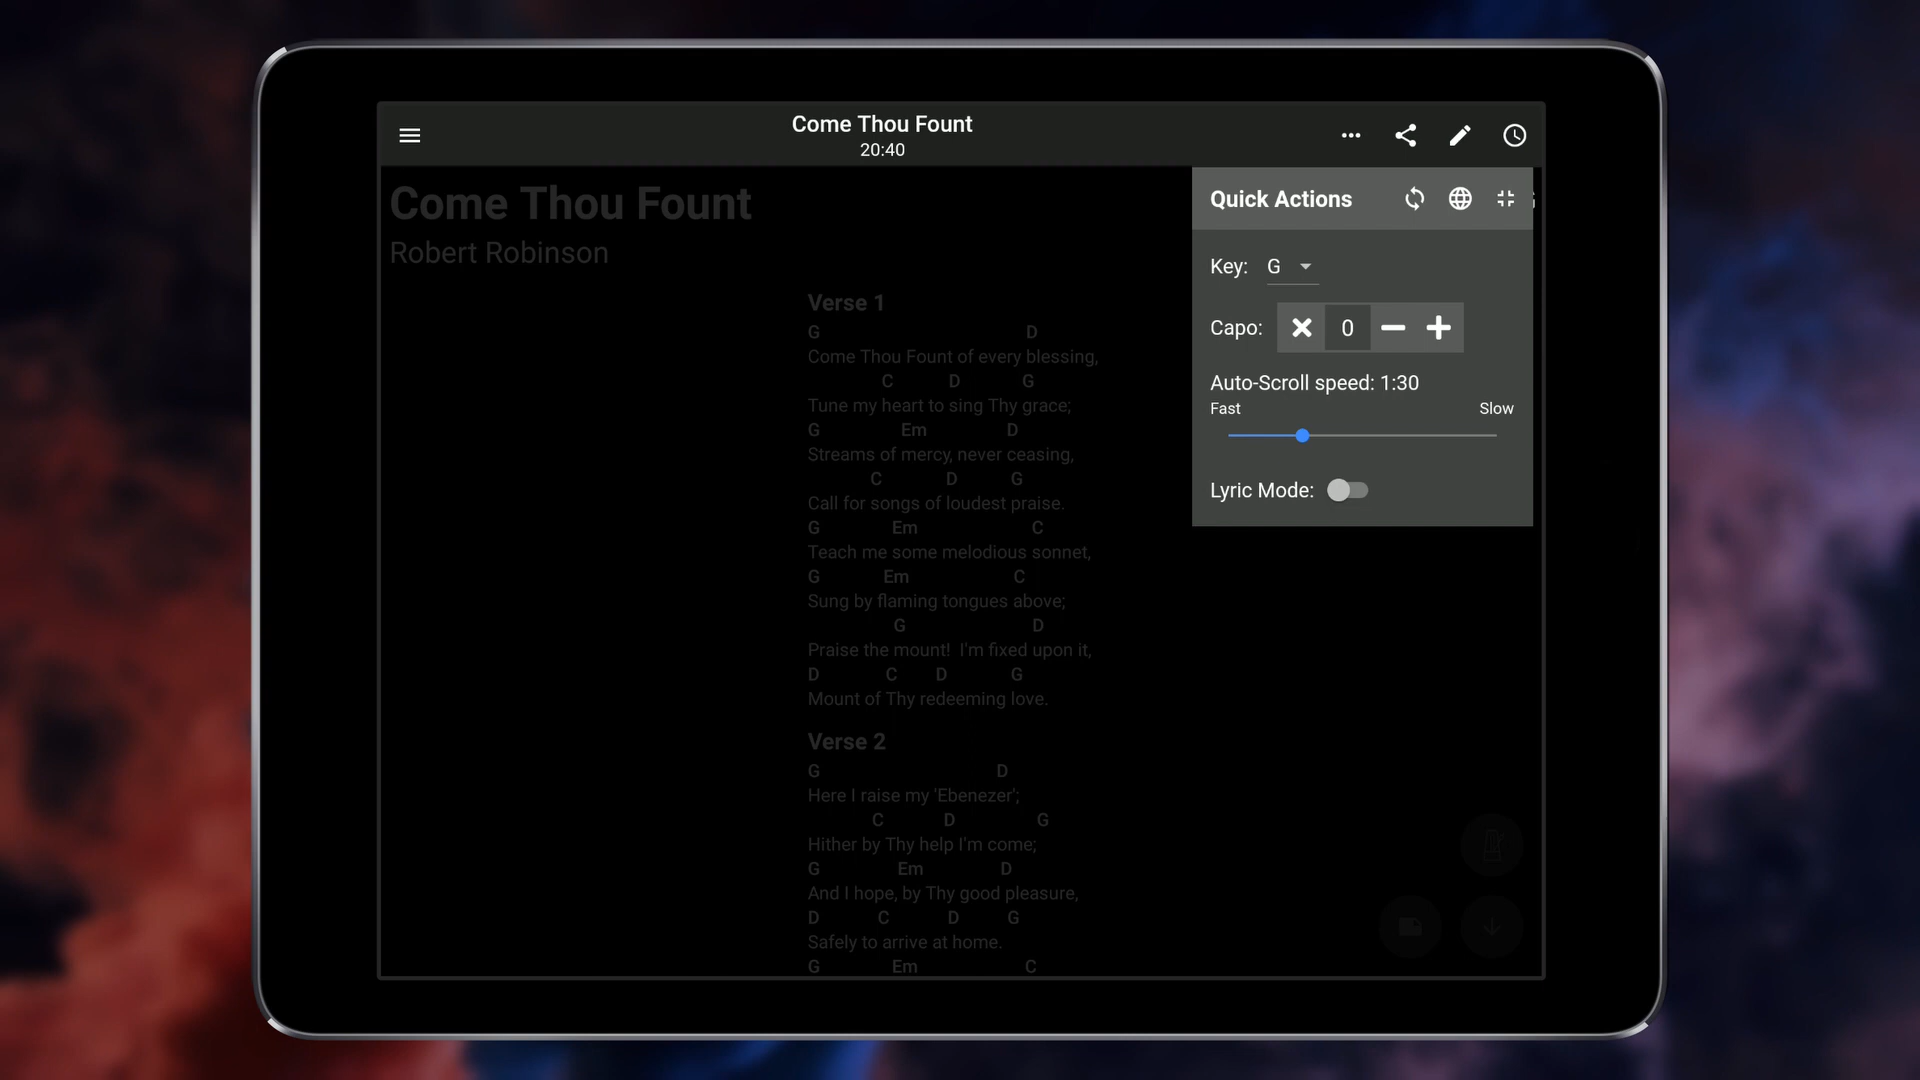 Come Thou Fount
20:40
Come Thou Fount
Robert Robinson
Quick Actions
Key: G
Capo: 0
Auto-Scroll speed: 1:30
Fast Slow
Lyric Mode:
Verse 1
G D
Come Thou Fount of every blessing,
C D G
Tune my heart to sing Thy grace;
G Em D
Streams of mercy, never ceasing,
C D G
Call for songs of loudest praise.
G Em C
Teach me some melodious sonnet,
G Em C
Sung by flaming tongues above;
G D
Praise the mount!  I'm fixed upon it,
D C D G
Mount of Thy redeeming love.
Verse 2
G D
Here I raise my 'Ebenezer';
C D G
Hither by Thy help I'm come;
G Em D
And I hope, by Thy good pleasure,
D C D G
Safely to arrive at home.
G Em C